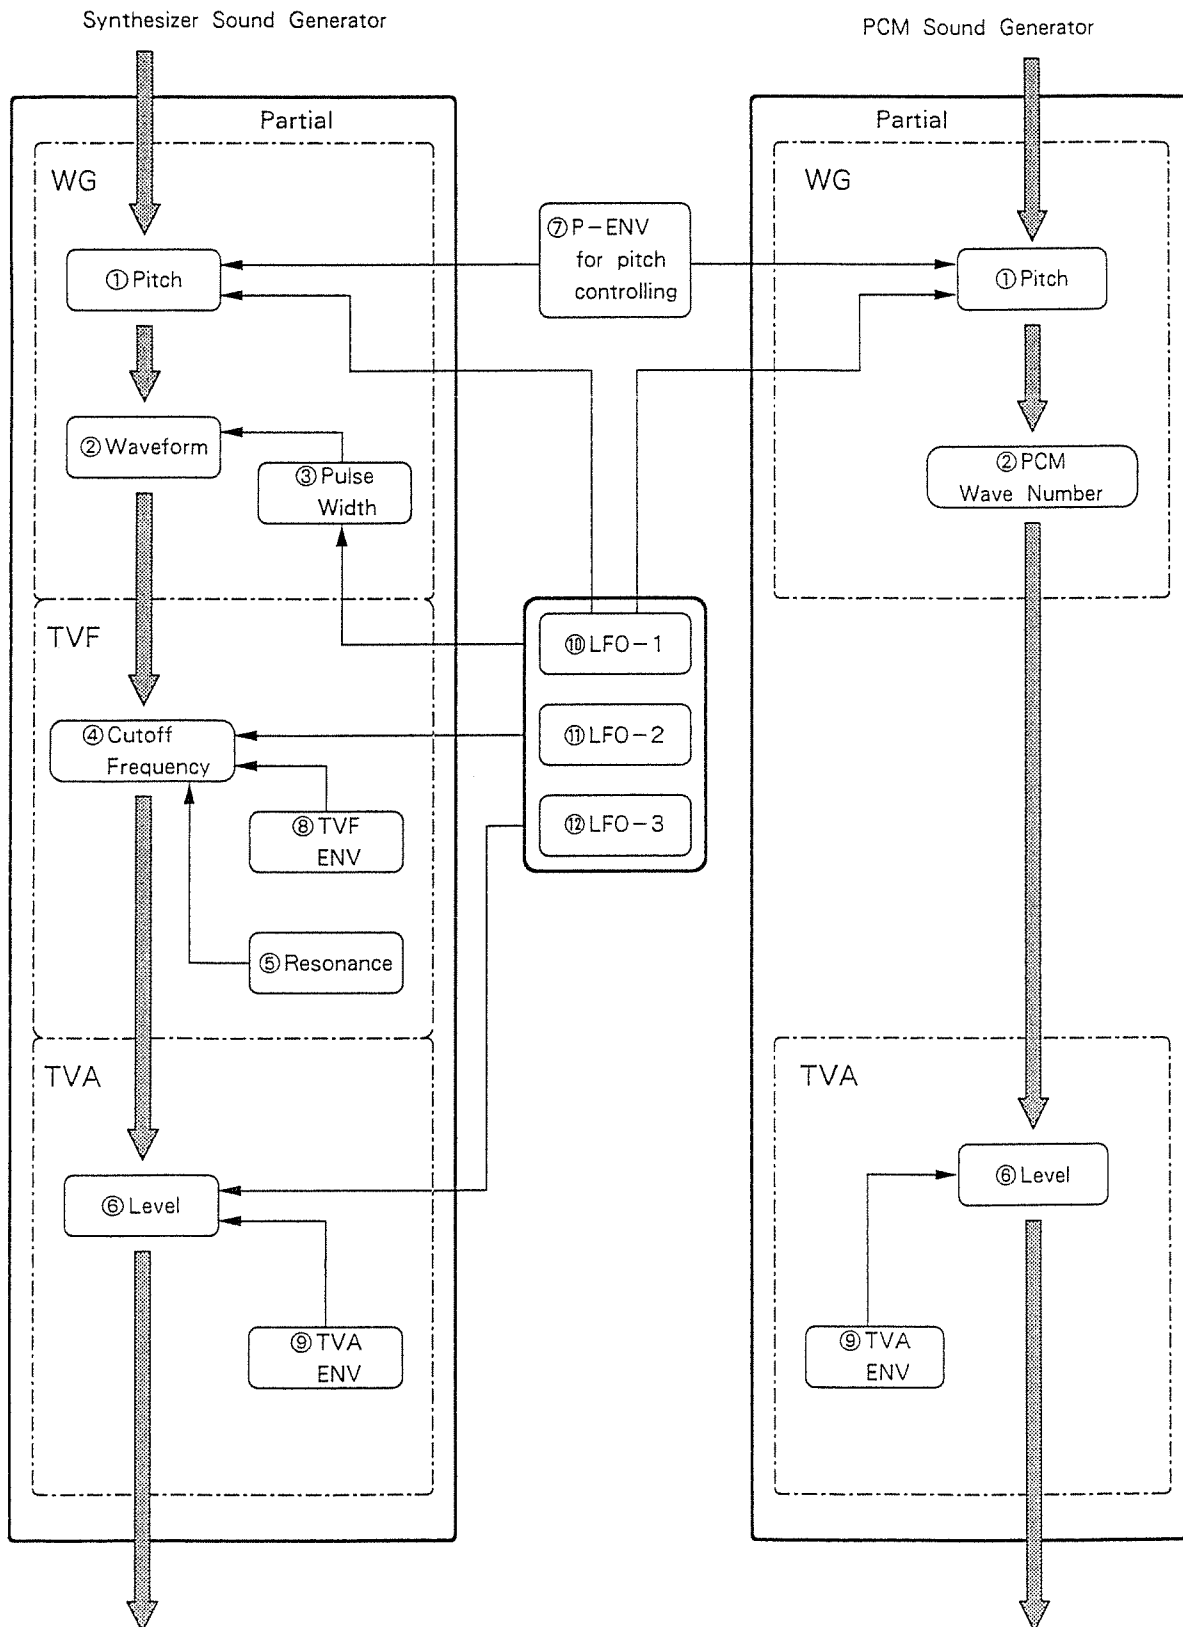 Synthesizer Sound Generator
PCM Sound Generator
Partial
WG
①Pitch
②Waveform
③Pulse
Width
TVF
④Cutoff
Frequency
⑧TVF
ENV
⑤Resonance
TVA
⑥Level
⑨TVA
ENV
⑦P-ENV
for pitch
controlling
⑩LFO-1
⑪LFO-2
⑫LFO-3
Partial
WG
①Pitch
②PCM
Wave Number
TVA
⑥Level
⑨TVA
ENV